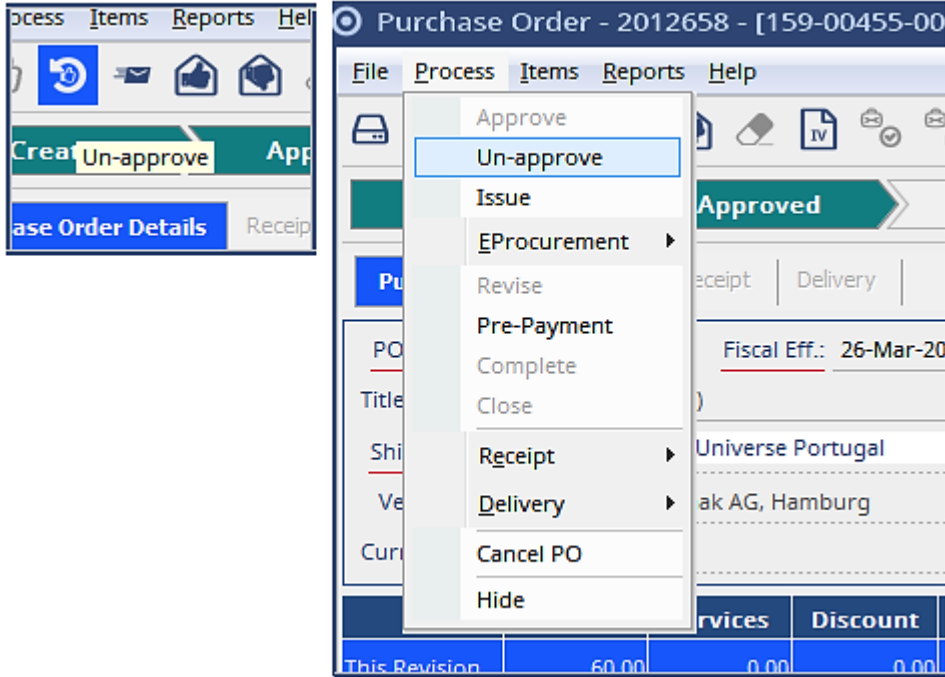 ocess Items Reports Hel
Crea Un-approve App
ase Order Details Receip
Purchase Order - 2012658 - [159-00455-00
File Process Items Reports Help
IV
Approve
Un-approve
Issue
Approved
EProcurement
Revise
Pu
eceipt Delivery
Pre-Payment
PO
Fiscal Eff.: 26-Mar-20
Complete
Title
)
Close
Shi
Universe Portugal
Receipt
Ve
ak AG, Hamburg
Delivery
Curr
Cancel PO
Hide
rvices Discount
This Revision 60.00 0.00 0.00